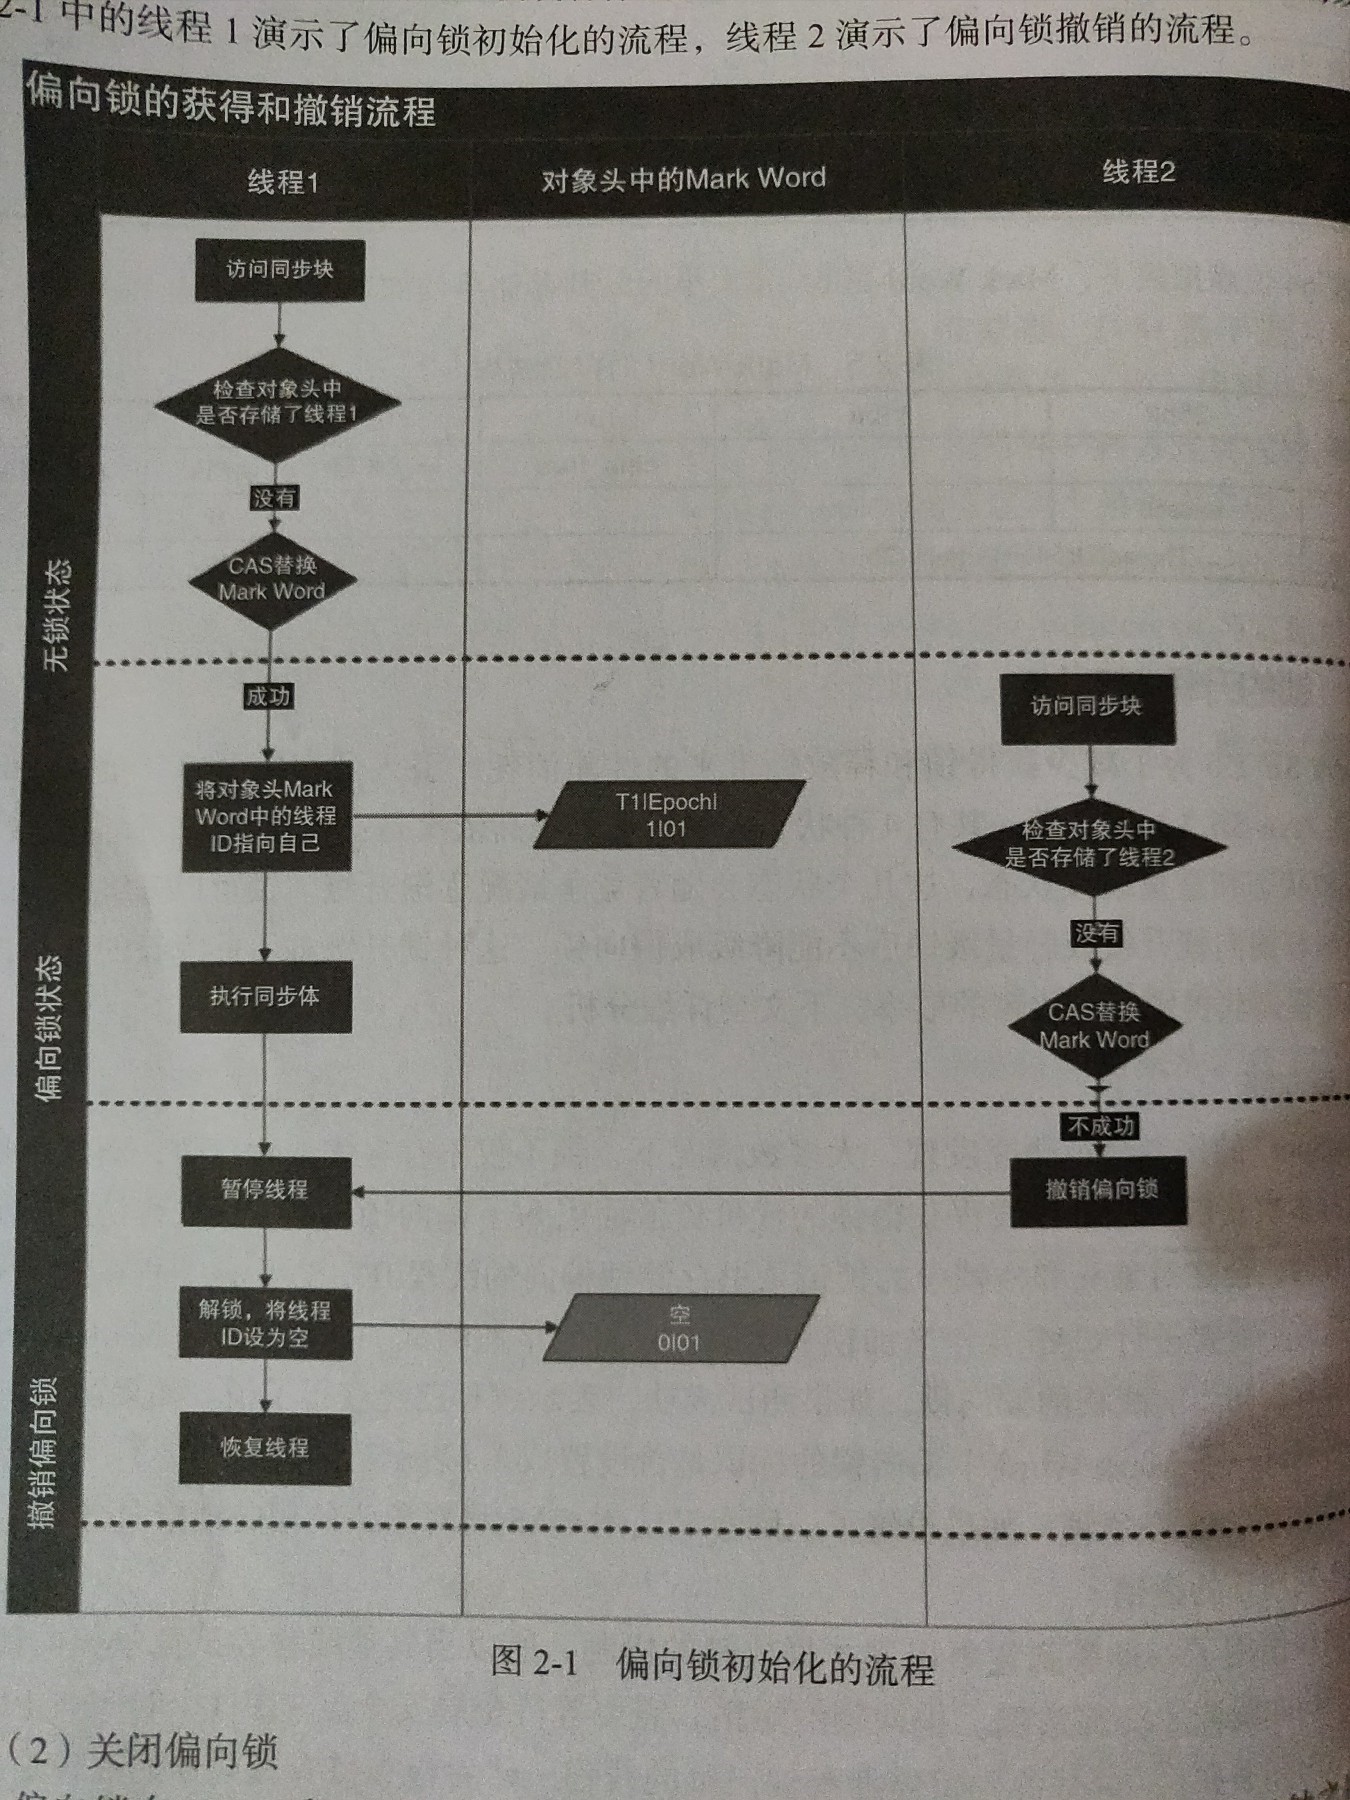 2-1 中的线程 1 演示了偏向锁初始化的流程，线程 2 演示了偏向锁撤销的流程。
偏向锁的获得和撤销流程
线程1
对象头中的Mark Word
线程2
无锁状态
访问同步块
检查对象头中
是否存储了线程1
没有
CAS替换
Mark Word
偏向锁状态
成功
将对象头Mark
Word中的线程
ID指向自己
T1|Epoch|
1|01
执行同步体
访问同步块
检查对象头中
是否存储了线程2
没有
CAS替换
Mark Word
撤销偏向锁
不成功
撤销偏向锁
暂停线程
解锁，将线程
ID设为空
空
0|01
恢复线程
图 2-1 偏向锁初始化的流程
（2）关闭偏向锁